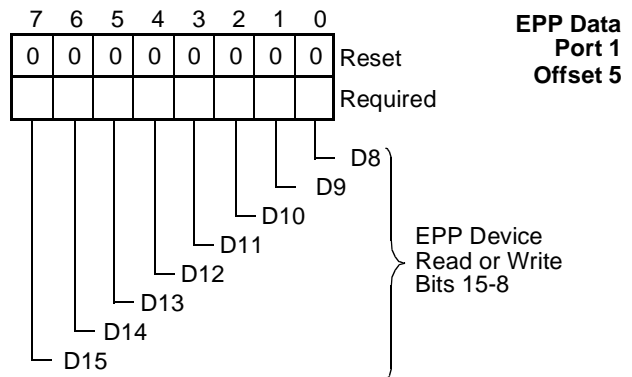 7 6 5 4 3 2 1 0
EPP Data
Port 1
Offset 5
0 0 0 0 0 0 0 0 Reset
Required
D8
D9
D10
D11
D12
D13
D14
D15
EPP Device
Read or Write
Bits 15-8